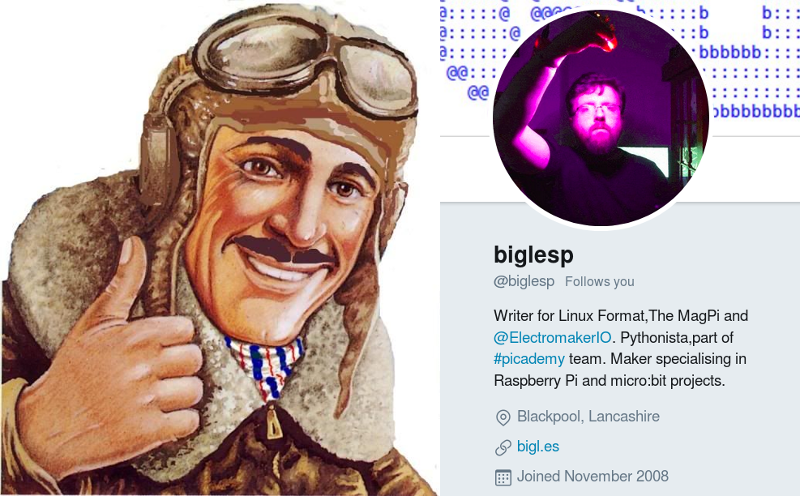 biglesp
@biglesp Follows you
Writer for Linux Format,The MagPi and
@ElectromakerIO. Pythonista,part of
#picademy team. Maker specialising in
Raspberry Pi and micro:bit projects.
Blackpool, Lancashire
bigl.es
Joined November 2008